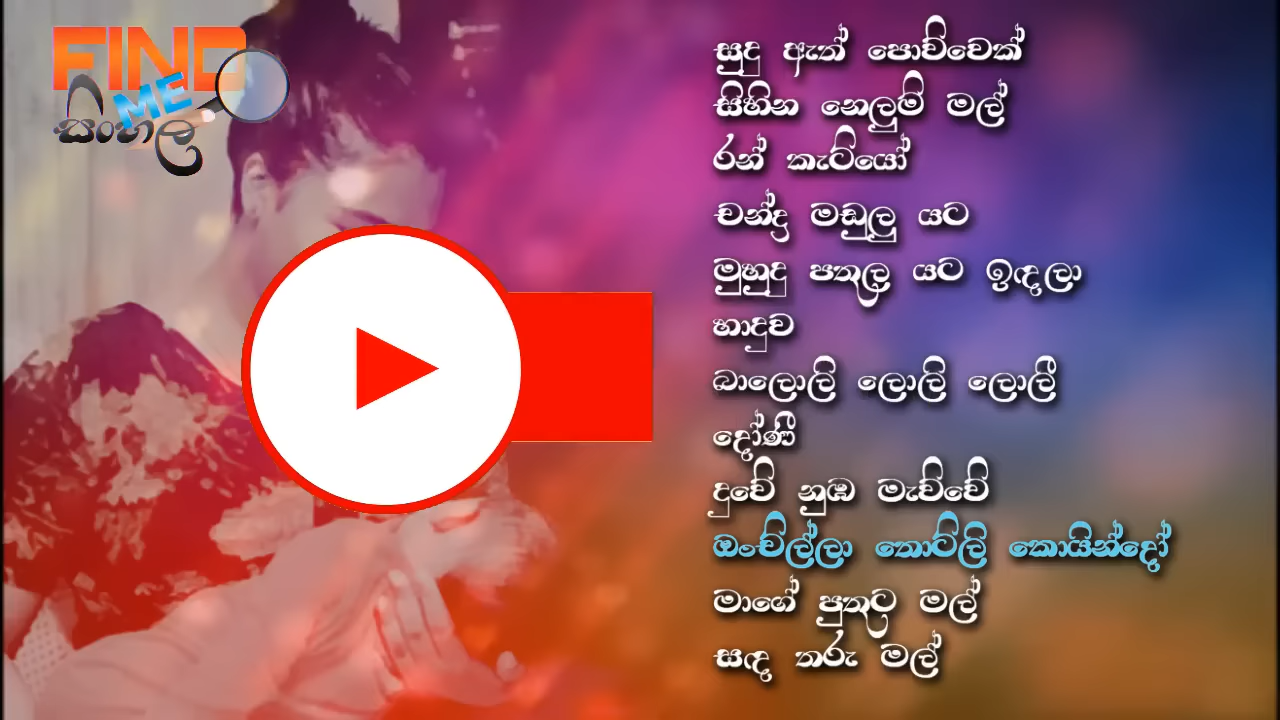 FIND
ME
සිංහල
සුදු ඇත් පොව්වෙක්
සිහින නෙලුම් මල්
රන් කැටියෝ
චන්ද්‍ර මඩුලු යට
මුහුදු පතුල යට ඉඳලා
හාදුව
බාලොලි ලොලි ලොලී
දෝණී
දුවේ නුඹ මැව්වේ
ඔංචිල්ලා තොටිලි කොයින්දෝ
මාගේ පුතුට මල්
සඳ තරු මල්